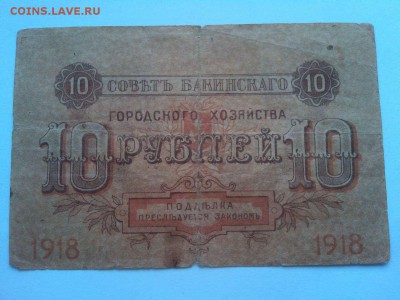 COINS.LAVE.RU
10 СОВѢТЪ БАКИНСКАГО 10
ГОРОДСКОГО ХОЗЯЙСТВА
10 РУБЛЕЙ 10
ПОДДѢЛКА
ПРЕСЛѢДУЕТСЯ ЗАКОНОМЪ
1918 1918